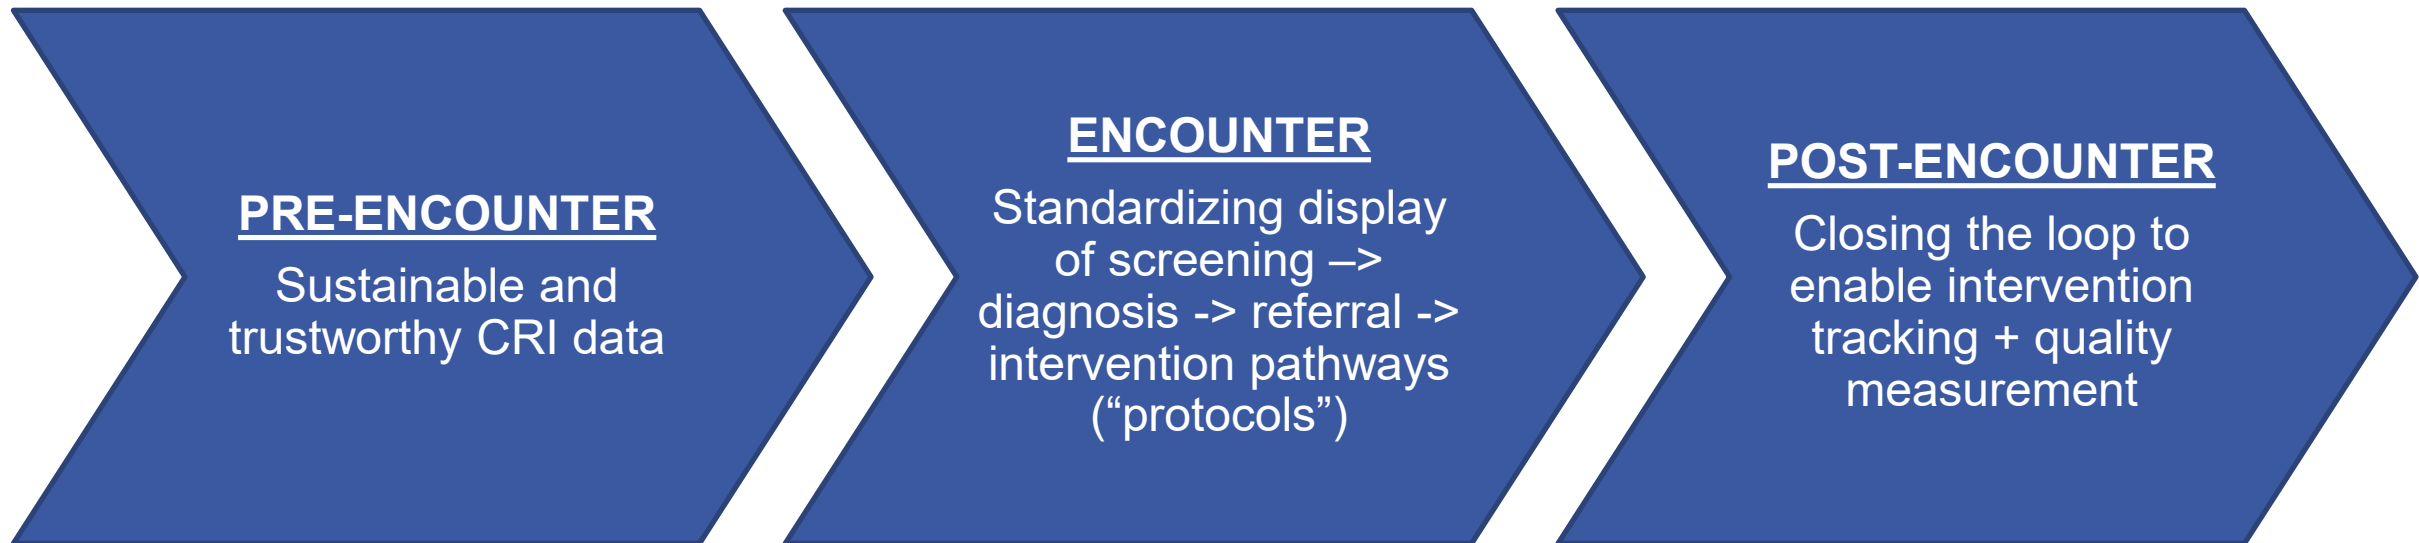 PRE-ENCOUNTER
Sustainable and
trustworthy CRI data
ENCOUNTER
Standardizing display
of screening –>
diagnosis -> referral ->
intervention pathways
(“protocols”)
POST-ENCOUNTER
Closing the loop to
enable intervention
tracking + quality
measurement